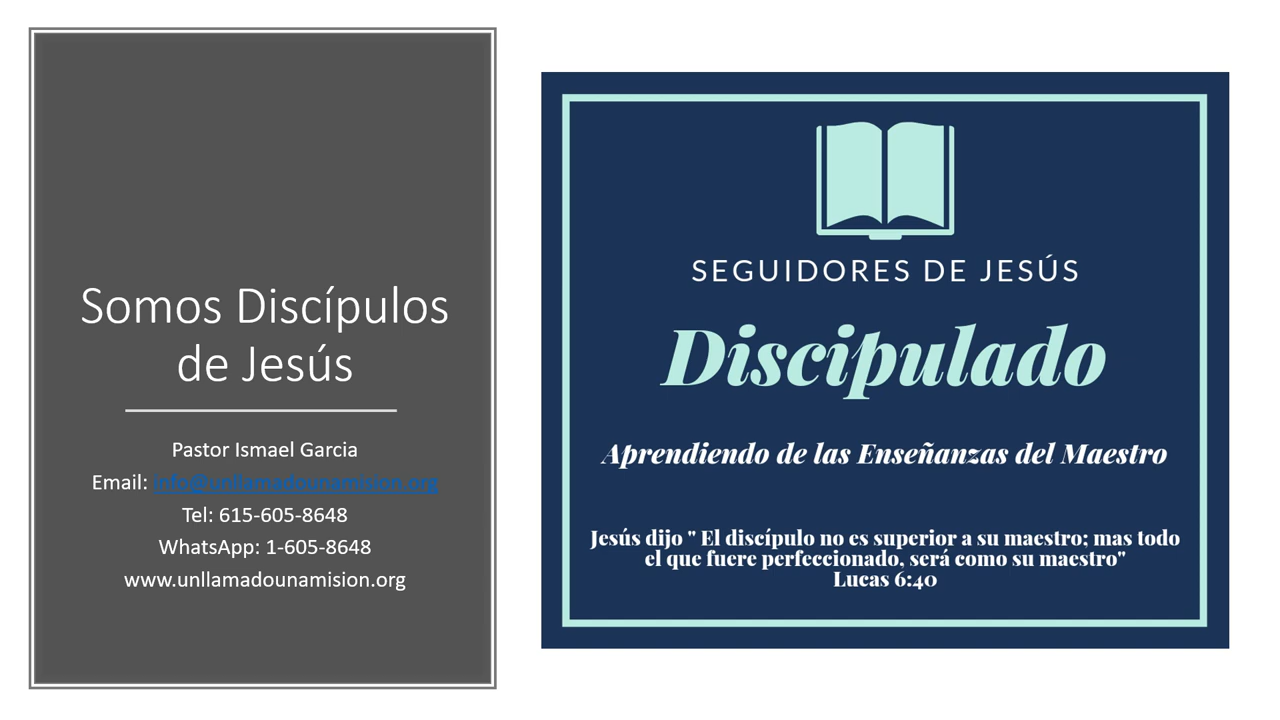 Somos Discípulos
de Jesús
Pastor Ismael Garcia
Email: info@unllamadounamision.org
Tel: 615-605-8648
WhatsApp: 1-605-8648
www.unllamadounamision.org
SEGUIDORES DE JESÚS
Discipulado
Aprendiendo de las Enseñanzas del Maestro
Jesús dijo " El discípulo no es superior a su maestro; mas todo
el que fuere perfeccionado, será como su maestro"
Lucas 6:40